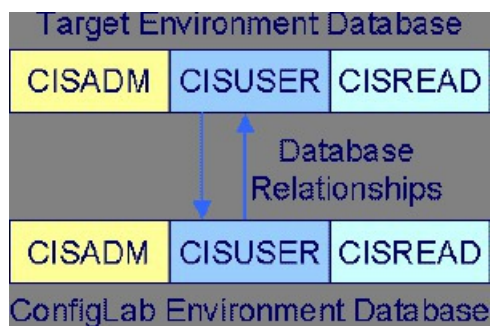 Target Environment Database
CISADM CISUSER CISREAD
Database
Relationships
CISADM CISUSER CISREAD
ConfigLab Environment Database